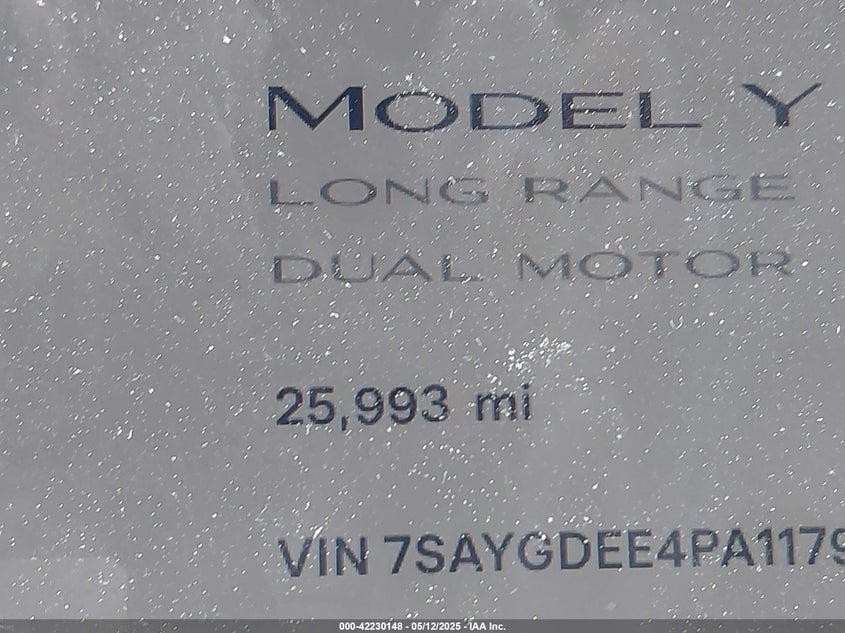 MODEL Y
LONG RANGE
DUAL MOTOR
25,993 mi
VIN 7SAYGDEE4PA1179
000-42230148 - 05/12/2025 - IAA Inc.